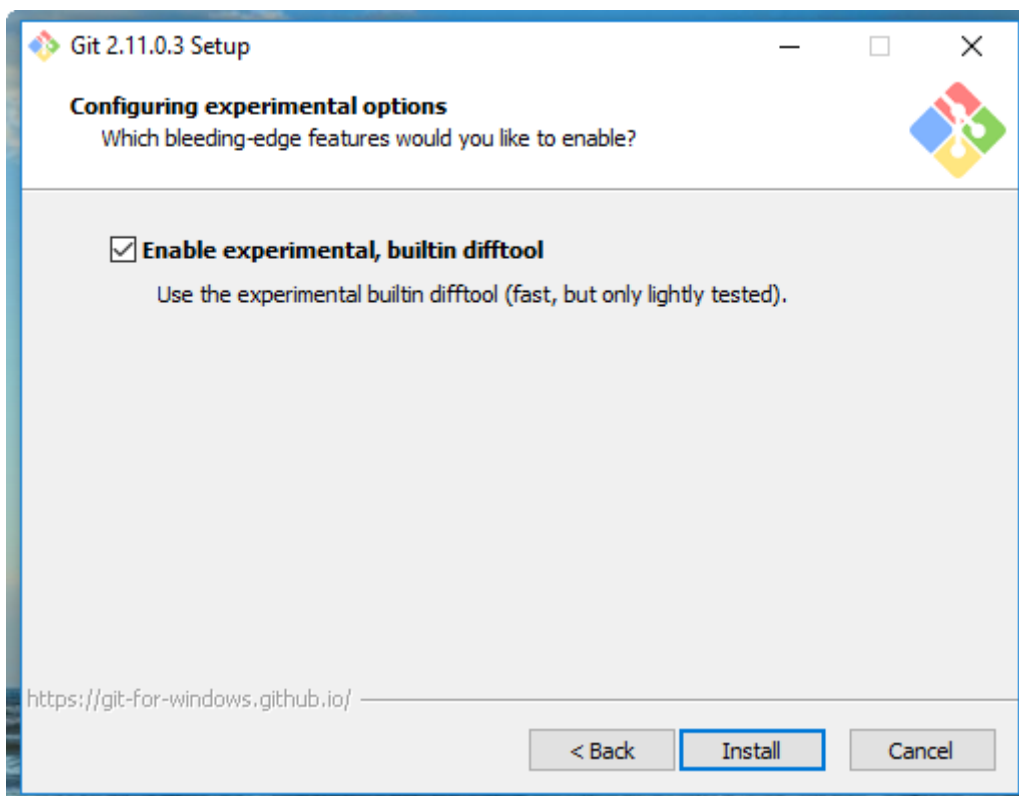 Git 2.11.0.3 Setup
Configuring experimental options
Which bleeding-edge features would you like to enable?
Enable experimental, builtin difftool
Use the experimental builtin difftool (fast, but only lightly tested).
https://git-for-windows.github.io/
< Back Install Cancel